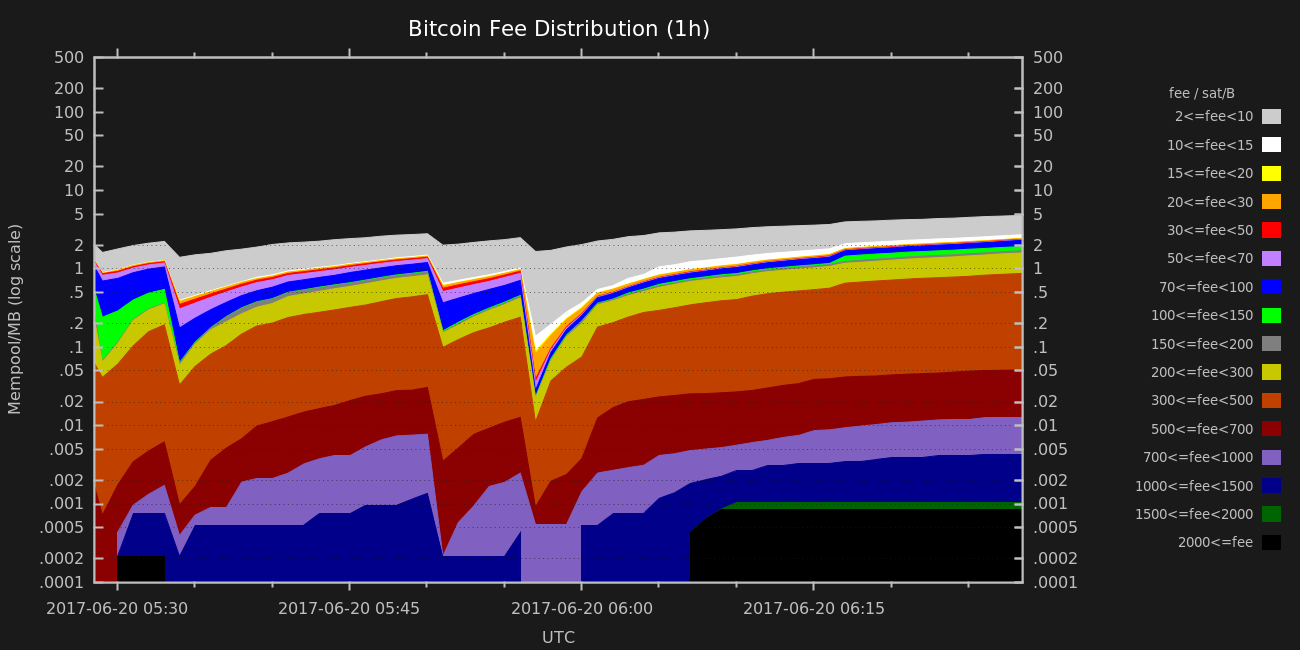 Bitcoin Fee Distribution (1h)
500 500
200 200
100 100
50 50
20 20
10 10
5 5
2 2
1 1
.5 .5
.2 .2
.1 .1
.05 .05
.02 .02
.01 .01
.005 .005
.002 .002
.001 .001
.0005 .0005
.0002 .0002
.0001 .0001
Mempool/MB (log scale)
2017-06-20 05:30 2017-06-20 05:45 2017-06-20 06:00 2017-06-20 06:15
UTC
fee / sat/B
2<=fee<10
10<=fee<15
15<=fee<20
20<=fee<30
30<=fee<50
50<=fee<70
70<=fee<100
100<=fee<150
150<=fee<200
200<=fee<300
300<=fee<500
500<=fee<700
700<=fee<1000
1000<=fee<1500
1500<=fee<2000
2000<=fee